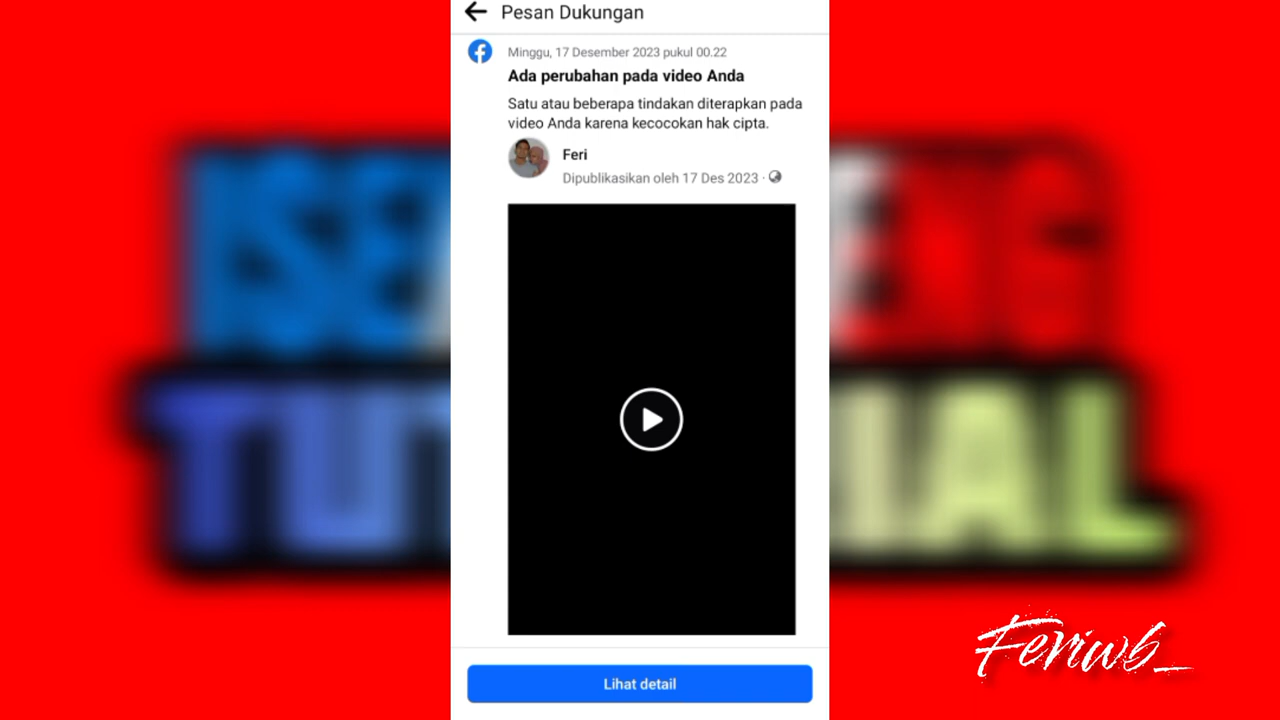 Pesan Dukungan
Minggu, 17 Desember 2023 pukul 00.22
Ada perubahan pada video Anda
Satu atau beberapa tindakan diterapkan pada
video Anda karena kecocokan hak cipta.
Feri
Dipublikasikan oleh 17 Des 2023 ·
Lihat detail
Feriwb_